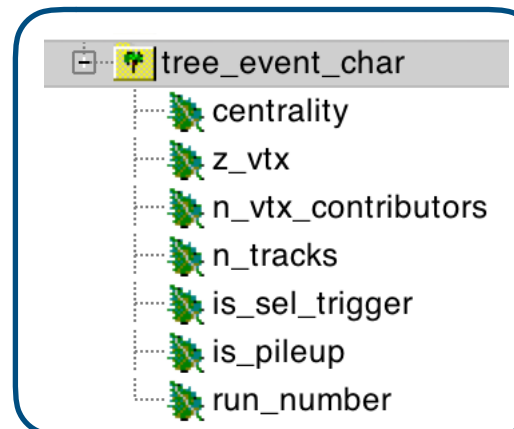 tree_event_char
centrality
z_vtx
n_vtx_contributors
n_tracks
is_sel_trigger
is_pileup
run_number